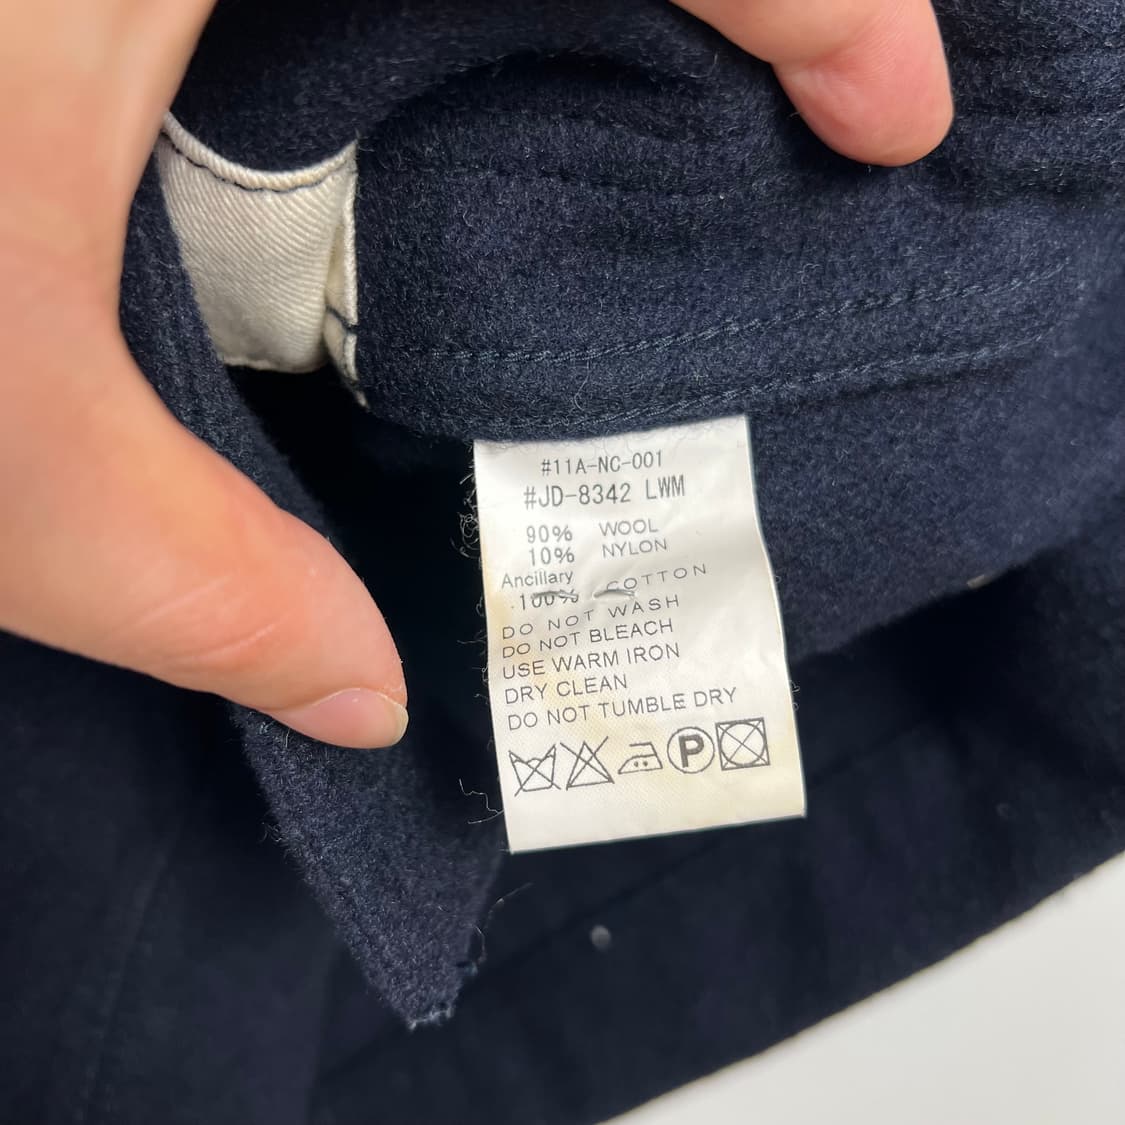 #11A-NC-001
#JD-8342 LWM
90% WOOL
10% NYLON
Ancillary
100% COTTON
DO NOT WASH
DO NOT BLEACH
USE WARM IRON
DRY CLEAN
DO NOT TUMBLE DRY
P